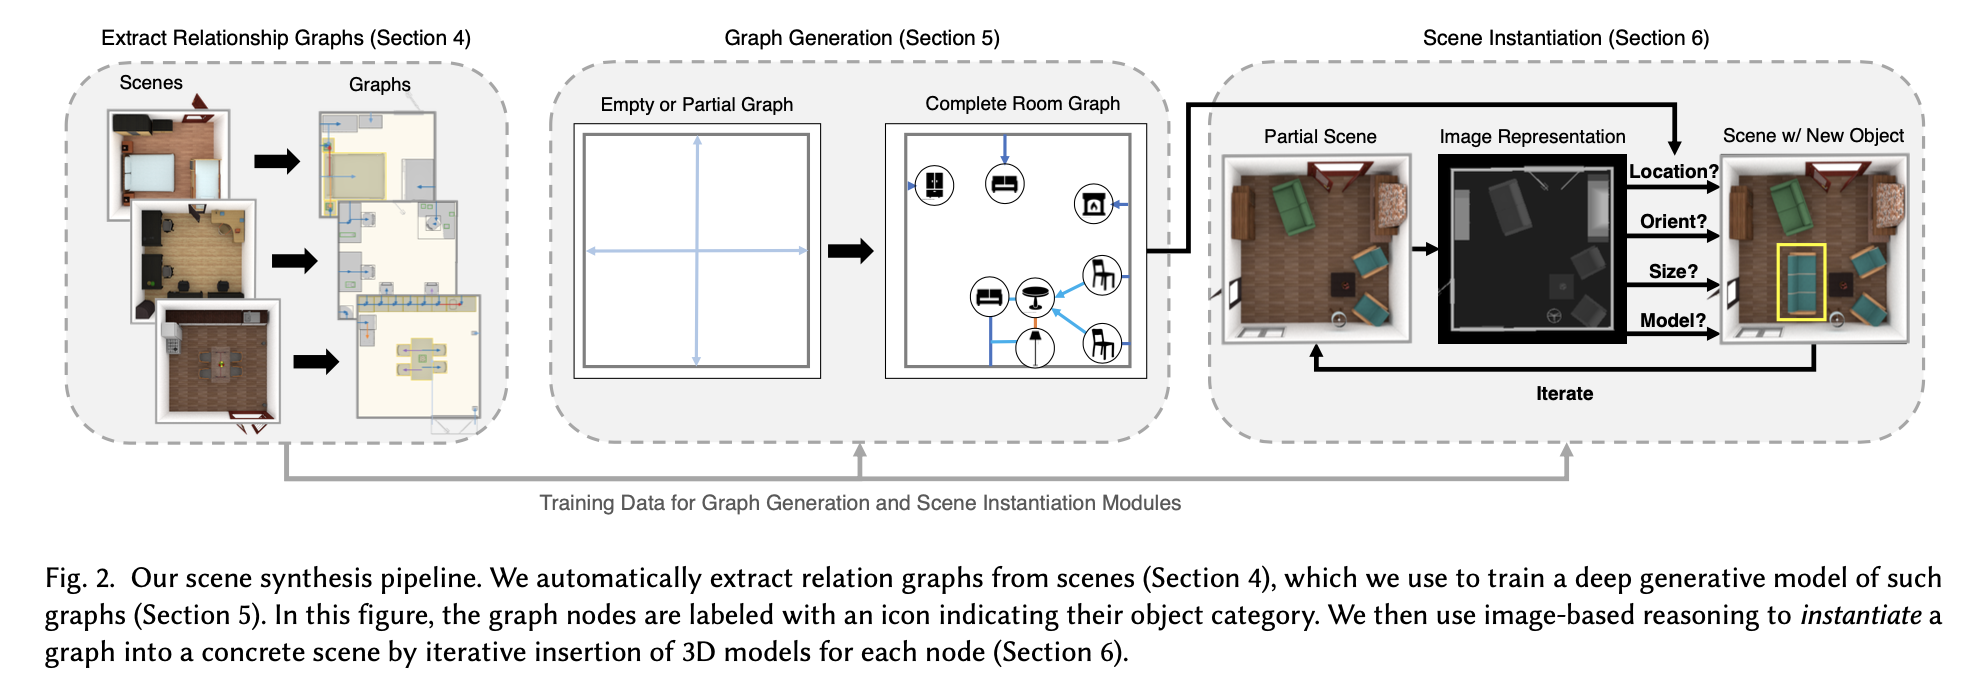 Extract Relationship Graphs (Section 4)
Graph Generation (Section 5)
Scene Instantiation (Section 6)
Scenes
Graphs
Empty or Partial Graph
Complete Room Graph
Partial Scene
Image Representation
Scene w/ New Object
Location?
Orient?
Size?
Model?
Iterate
Training Data for Graph Generation and Scene Instantiation Modules
Fig. 2. Our scene synthesis pipeline. We automatically extract relation graphs from scenes (Section 4), which we use to train a deep generative model of such
graphs (Section 5). In this figure, the graph nodes are labeled with an icon indicating their object category. We then use image-based reasoning to instantiate a
graph into a concrete scene by iterative insertion of 3D models for each node (Section 6).